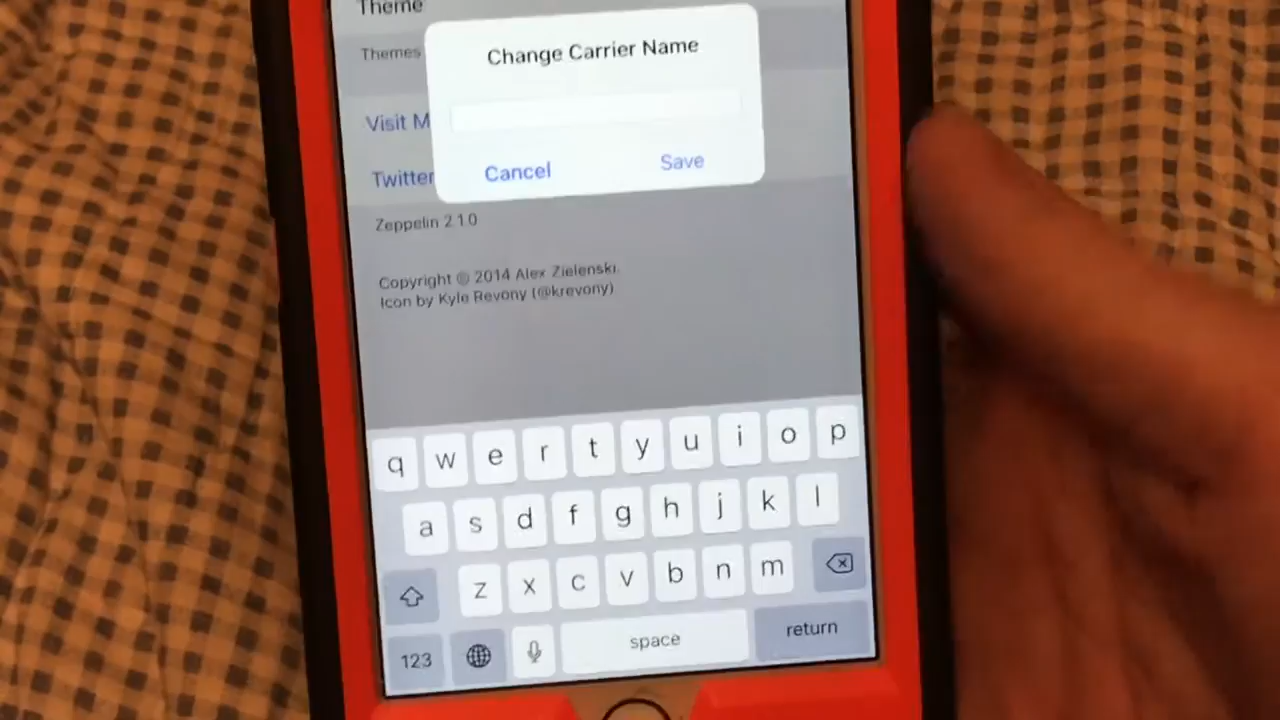 Theme
Change Carrier Name
Themes
Visit M
Cancel
Save
Twitter
Zeppelin 2.1.0
Copyright © 2014 Alex Zielenski.
Icon by Kyle Revony (@krevony)
q w e r t y u i o p
a s d f g h j k l
z x c v b n m
123
space
return